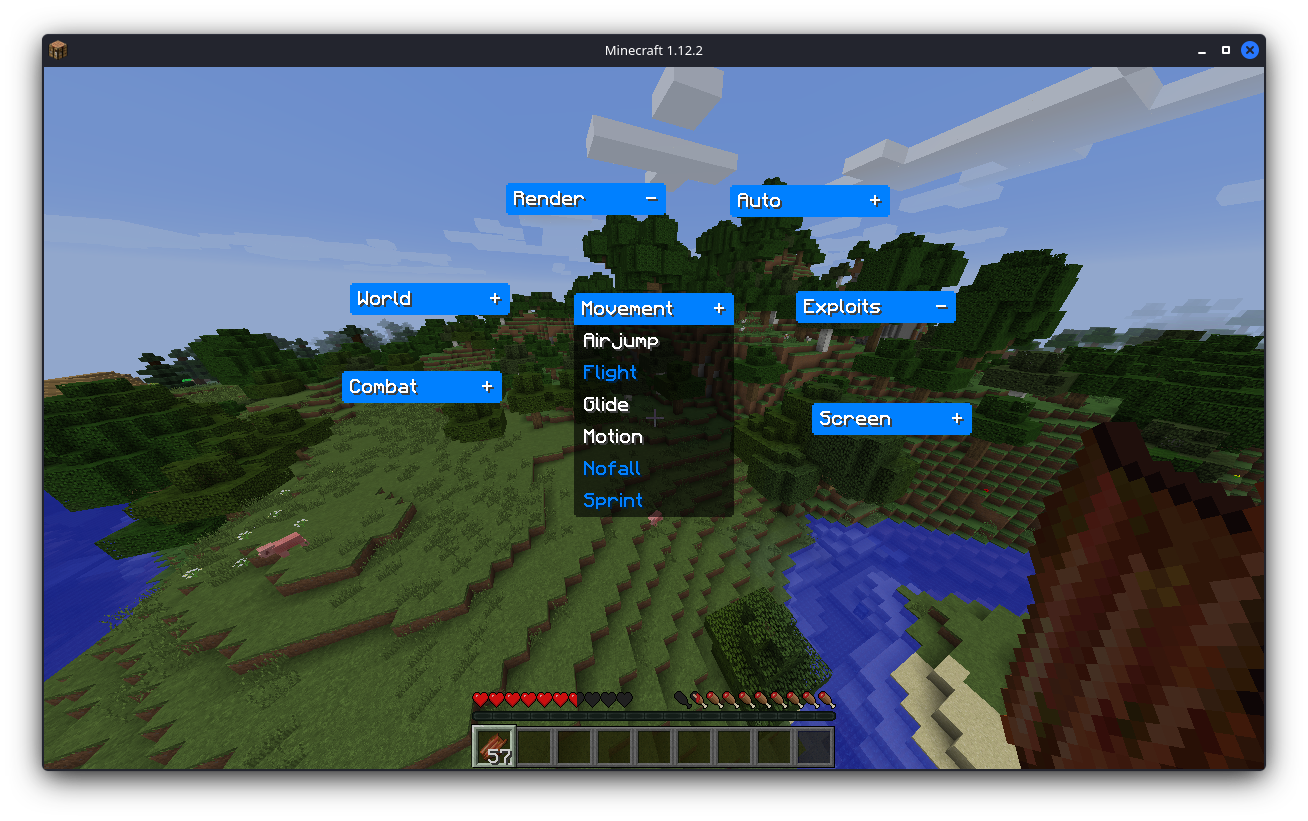 Minecraft 1.12.2
Render -
Auto +
World +
Movement +
Exploits -
Airjump
Flight
Combat +
Glide
Screen +
Motion
Nofall
Sprint
57